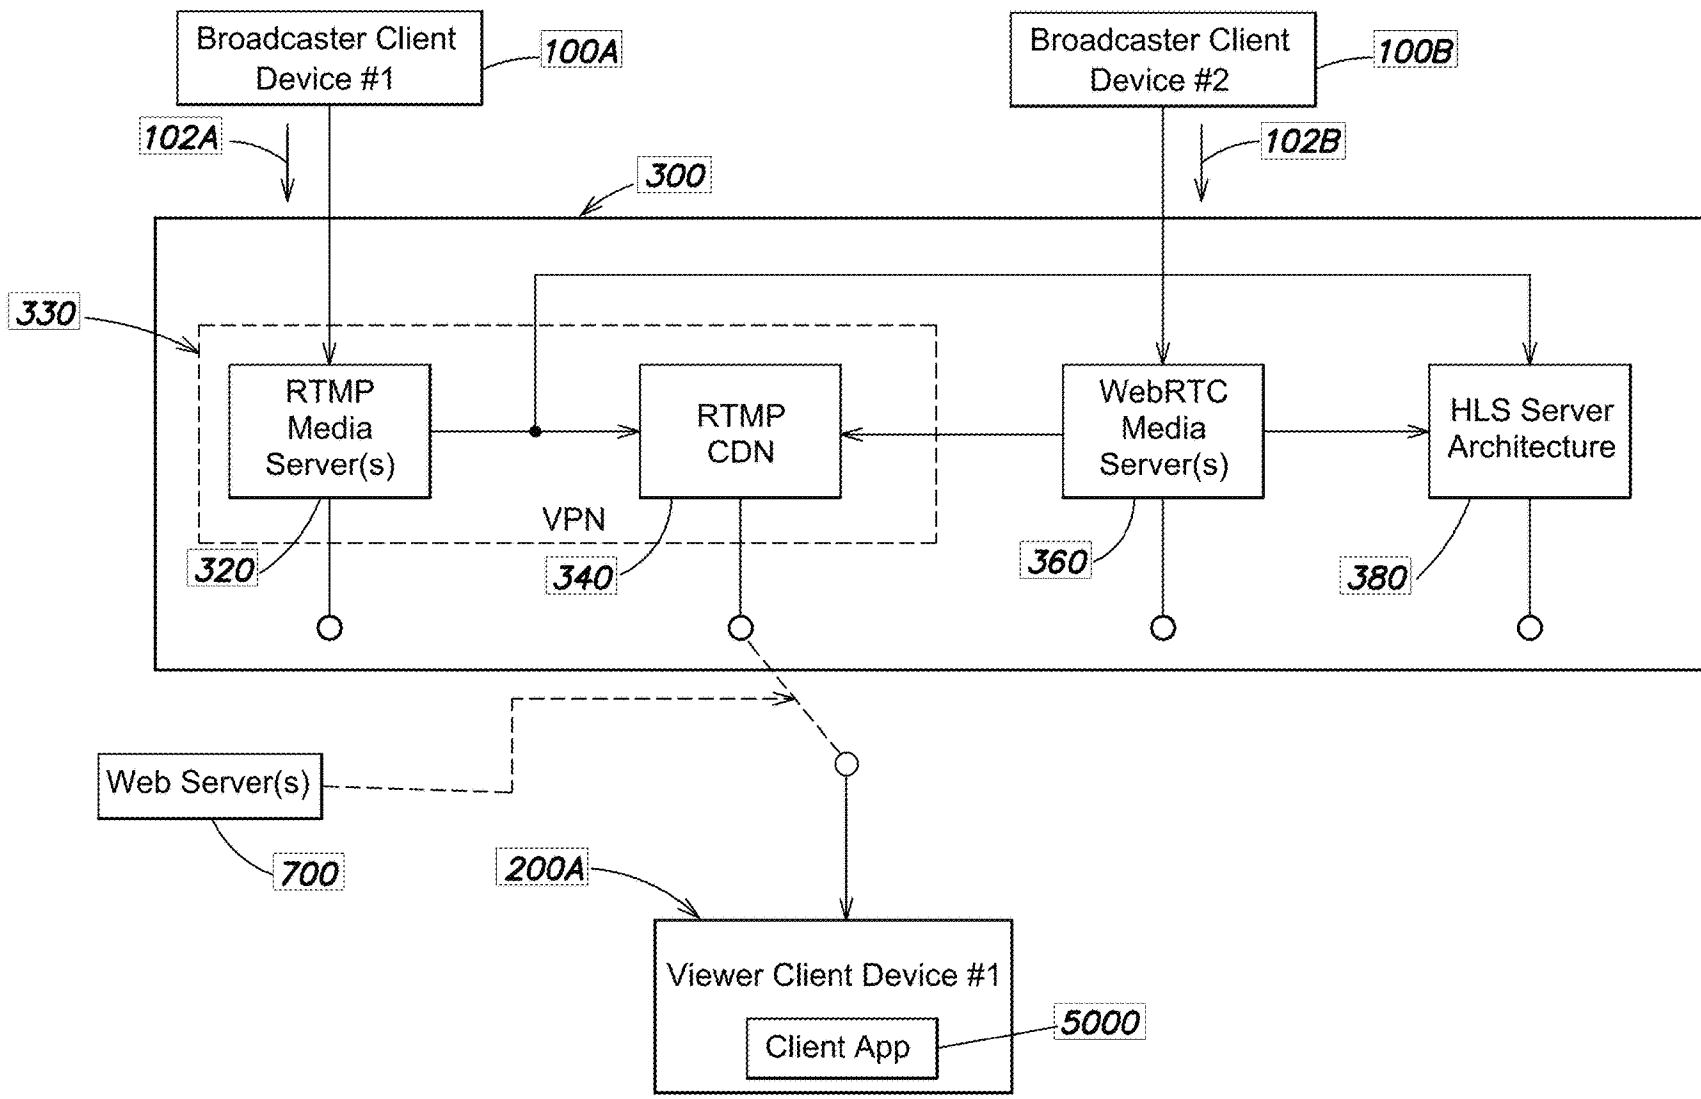 Broadcaster Client
Device #1
100A
Broadcaster Client
Device #2
100B
102A
102B
300
330
RTMP
Media
Server(s)
RTMP
CDN
WebRTC
Media
Server(s)
HLS Server
Architecture
VPN
320
340
360
380
Web Server(s)
700
200A
Viewer Client Device #1
Client App
5000